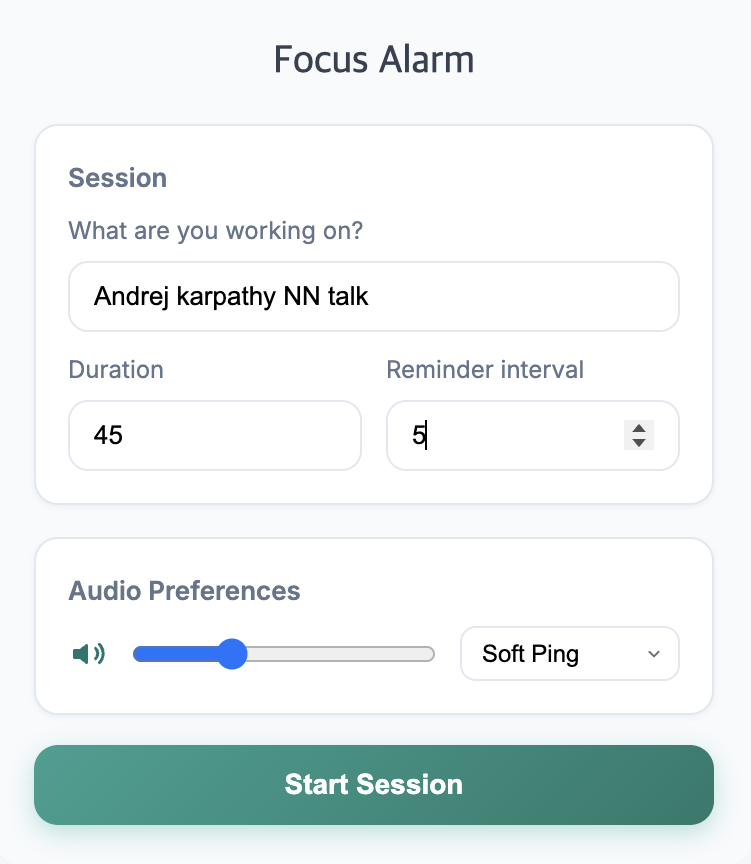 Focus Alarm
Session
What are you working on?
Andrej karpathy NN talk
Duration
Reminder interval
45
5
Audio Preferences
Soft Ping
Start Session